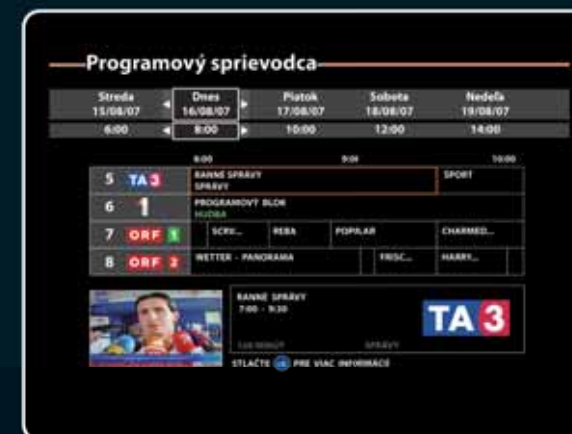 Programový sprievodca
Streda Dnes Piatok Sobota Nedeľa
15/08/07 16/08/07 17/08/07 18/08/07 19/08/07
6:00 8:00 10:00 12:00 14:00
8:00 9:00 10:00
5 TA3 RANNÉ SPRÁVY SPORT
SPRÁVY
6 1 PROGRAMOVÝ BLOK
HUDBA
7 ORF 1 SCRU... REBA POPULAR CHARMED...
8 ORF 2 WETTER - PANORAMA FRISC... HARRY...
RANNÉ SPRÁVY
7:00 - 9:30
TA3
MINÚT SPRÁVY
STLAČTE PRE VIAC INFORMÁCIÍ